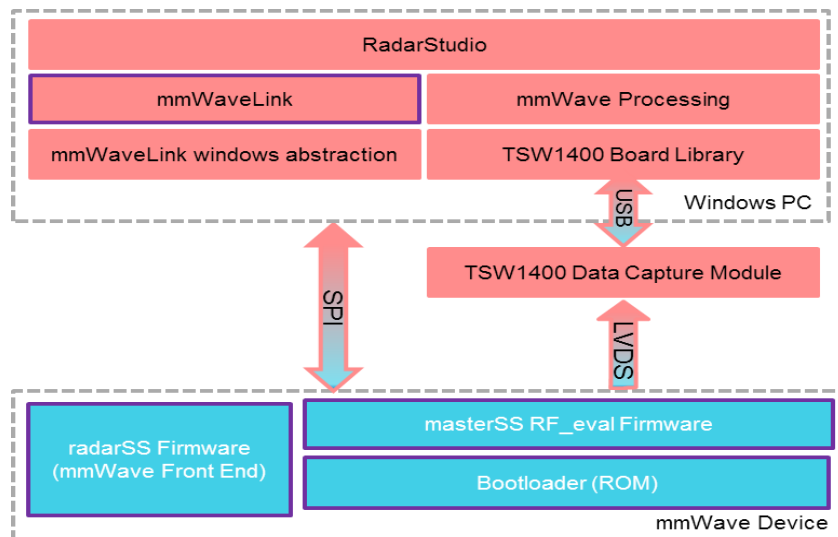 RadarStudio
mmWaveLink
mmWave Processing
mmWaveLink windows abstraction
TSW1400 Board Library
USB
Windows PC
TSW1400 Data Capture Module
SPI
LVDS
radarSS Firmware
(mmWave Front End)
masterSS RF_eval Firmware
Bootloader (ROM)
mmWave Device